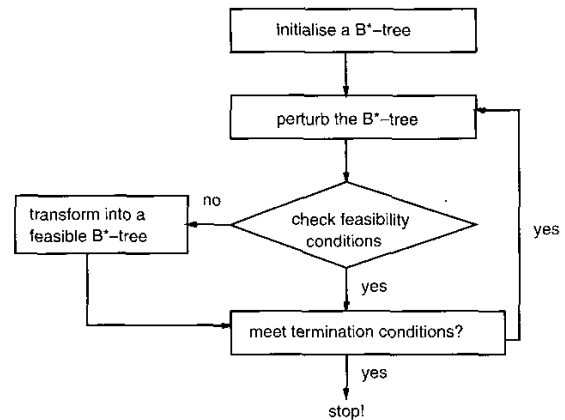 initialise a B*–tree
perturb the B*–tree
no
transform into a
feasible B*–tree
check feasibility
conditions
yes
yes
meet termination conditions?
yes
stop!